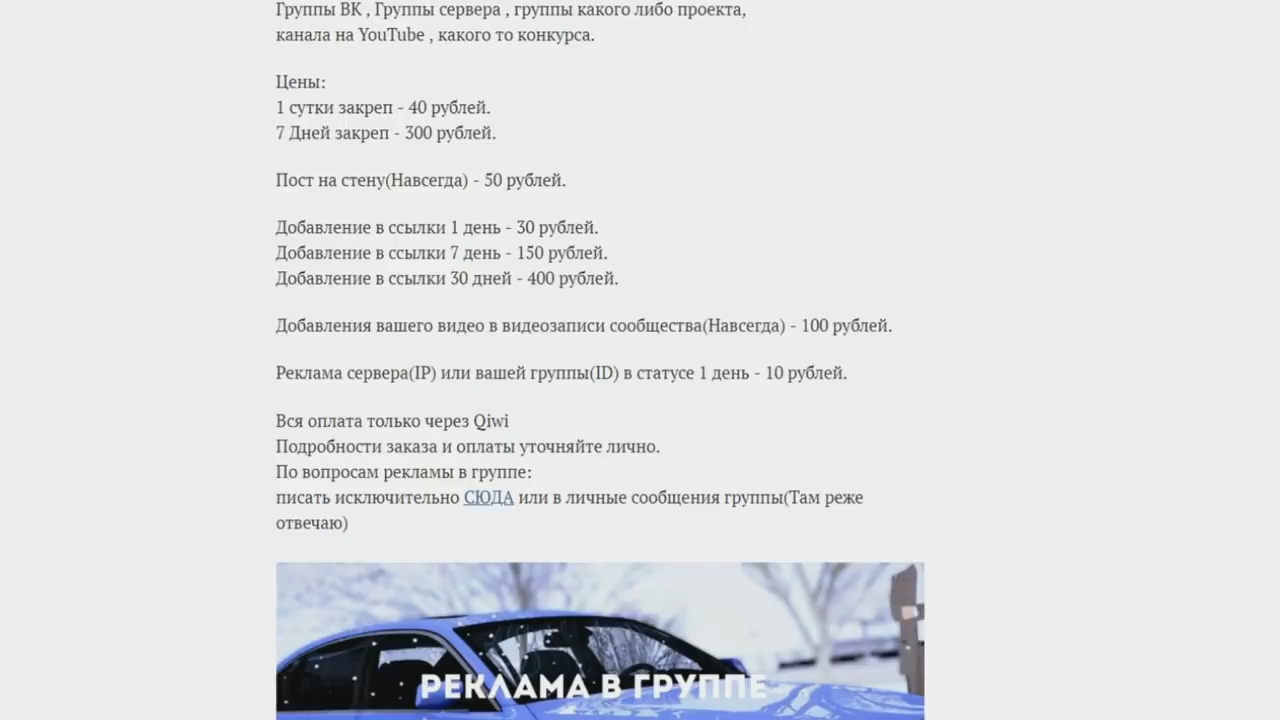 Группы ВК , Группы сервера , группы какого либо проекта,
канала на YouTube , какого то конкурса.
Цены:
1 сутки закреп - 40 рублей.
7 Дней закреп - 300 рублей.
Пост на стену(Навсегда) - 50 рублей.
Добавление в ссылки 1 день - 30 рублей.
Добавление в ссылки 7 день - 150 рублей.
Добавление в ссылки 30 дней - 400 рублей.
Добавления вашего видео в видеозаписи сообщества(Навсегда) - 100 рублей.
Реклама сервера(IP) или вашей группы(ID) в статусе 1 день - 10 рублей.
Вся оплата только через Qiwi
Подробности заказа и оплаты уточняйте лично.
По вопросам рекламы в группе:
писать исключительно СЮДА или в личные сообщения группы(Там реже
отвечаю)
РЕКЛАМА В ГРУППЕ